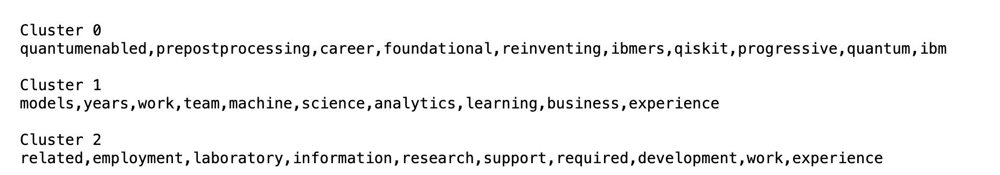 Cluster 0
quantumenabled,prepostprocessing,career,foundational,reinventing,ibmers,qiskit,progressive,quantum,ibm
Cluster 1
models,years,work,team,machine,science,analytics,learning,business,experience
Cluster 2
related,employment,laboratory,information,research,support,required,development,work,experience